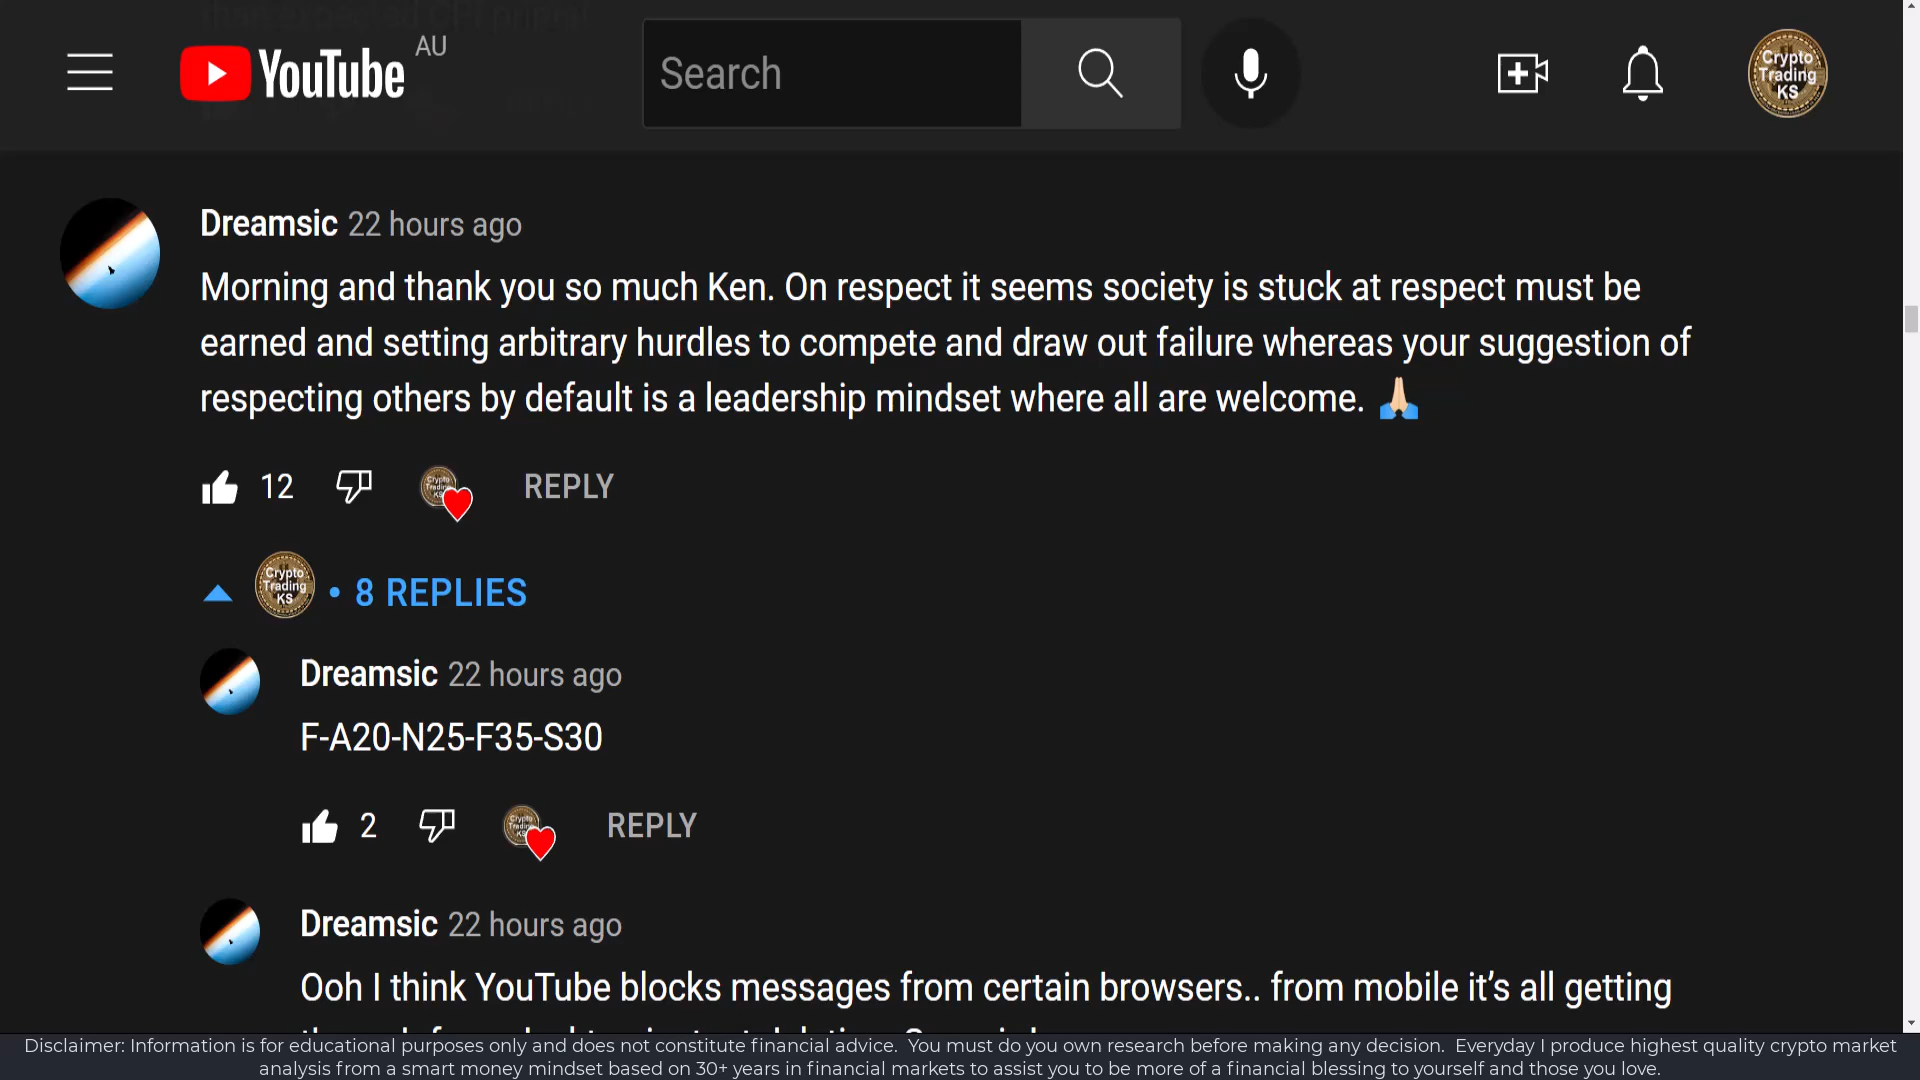 YouTube AU
Search
Crypto Trading KS
Dreamsic 22 hours ago
Morning and thank you so much Ken. On respect it seems society is stuck at respect must be
earned and setting arbitrary hurdles to compete and draw out failure whereas your suggestion of
respecting others by default is a leadership mindset where all are welcome. 🙏🏻
12 REPLY
Crypto Trading KS • 8 REPLIES
Dreamsic 22 hours ago
F-A20-N25-F35-S30
2 REPLY
Dreamsic 22 hours ago
Ooh I think YouTube blocks messages from certain browsers.. from mobile it’s all getting
Disclaimer: Information is for educational purposes only and does not constitute financial advice. You must do you own research before making any decision. Everyday I produce highest quality crypto market
analysis from a smart money mindset based on 30+ years in financial markets to assist you to be more of a financial blessing to yourself and those you love.